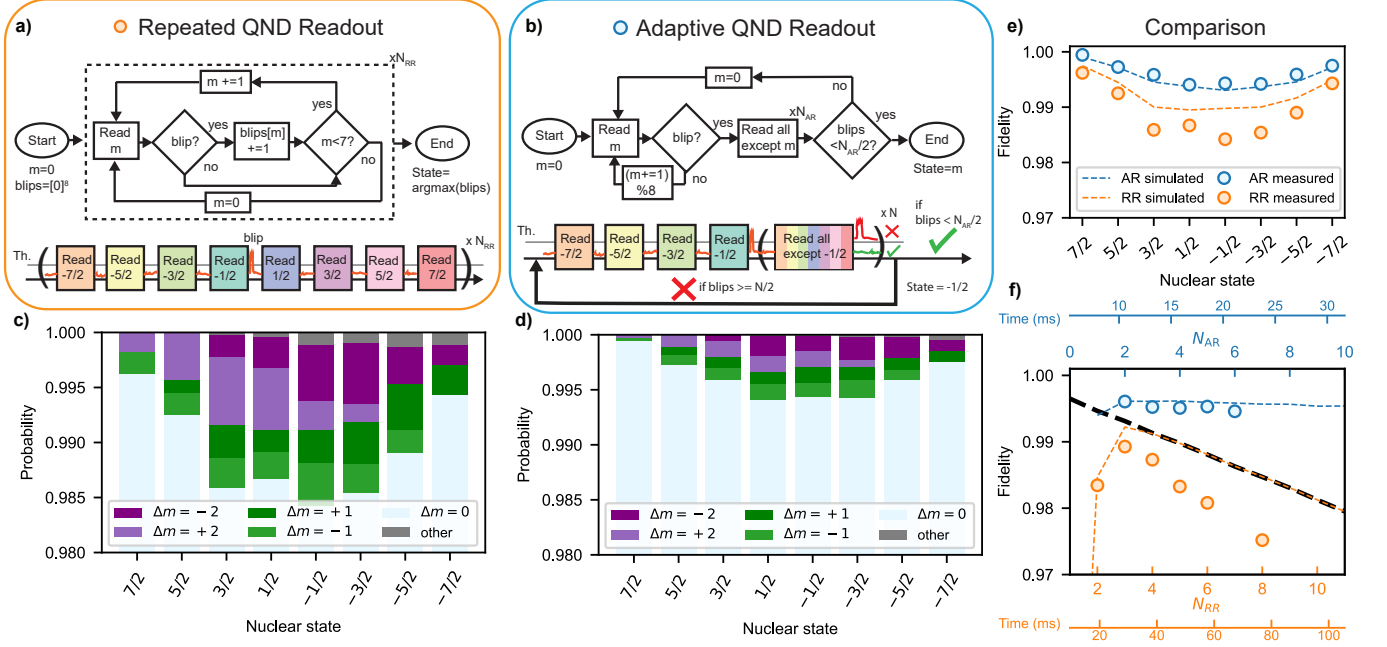 a)
Repeated QND Readout
xN_RR
m +=1
yes
Start
Read
m
blip?
yes
blips[m]
+=1
m<7?
no
End
no
m=0
blips=[0]⁸
m=0
State=
argmax(blips)
blip
Th.
x N_RR
Read
-7/2
Read
-5/2
Read
-3/2
Read
-1/2
Read
1/2
Read
3/2
Read
5/2
Read
7/2
b)
Adaptive QND Readout
m=0
no
yes
Start
m=0
Read
m
blip?
yes
xN_AR
Read all
except m
blips
<N_AR/2?
End
State=m
no
(m+=1)
%8
x N
if
blips < N_AR/2
Th.
Read
-7/2
Read
-5/2
Read
-3/2
Read
-1/2
Read all
except -1/2
if blips >= N/2
State = -1/2
c)
Probability
1.000
0.995
0.990
0.985
0.980
Δm = −2
Δm = +1
Δm = 0
Δm = +2
Δm = −1
other
7/2
5/2
3/2
1/2
−1/2
−3/2
−5/2
−7/2
Nuclear state
d)
Probability
1.000
0.995
0.990
0.985
0.980
Δm = −2
Δm = +1
Δm = 0
Δm = +2
Δm = −1
other
7/2
5/2
3/2
1/2
−1/2
−3/2
−5/2
−7/2
Nuclear state
e)
Comparison
Fidelity
1.00
0.99
0.98
0.97
AR simulated
AR measured
RR simulated
RR measured
7/2
5/2
3/2
1/2
−1/2
−3/2
−5/2
−7/2
Nuclear state
f)
10 15 20 25 30
Time (ms)
N_AR
0 2 4 6 8 10
Fidelity
1.00
0.99
0.98
0.97
2 4 6 8 10
N_RR
Time (ms)
20 40 60 80 100